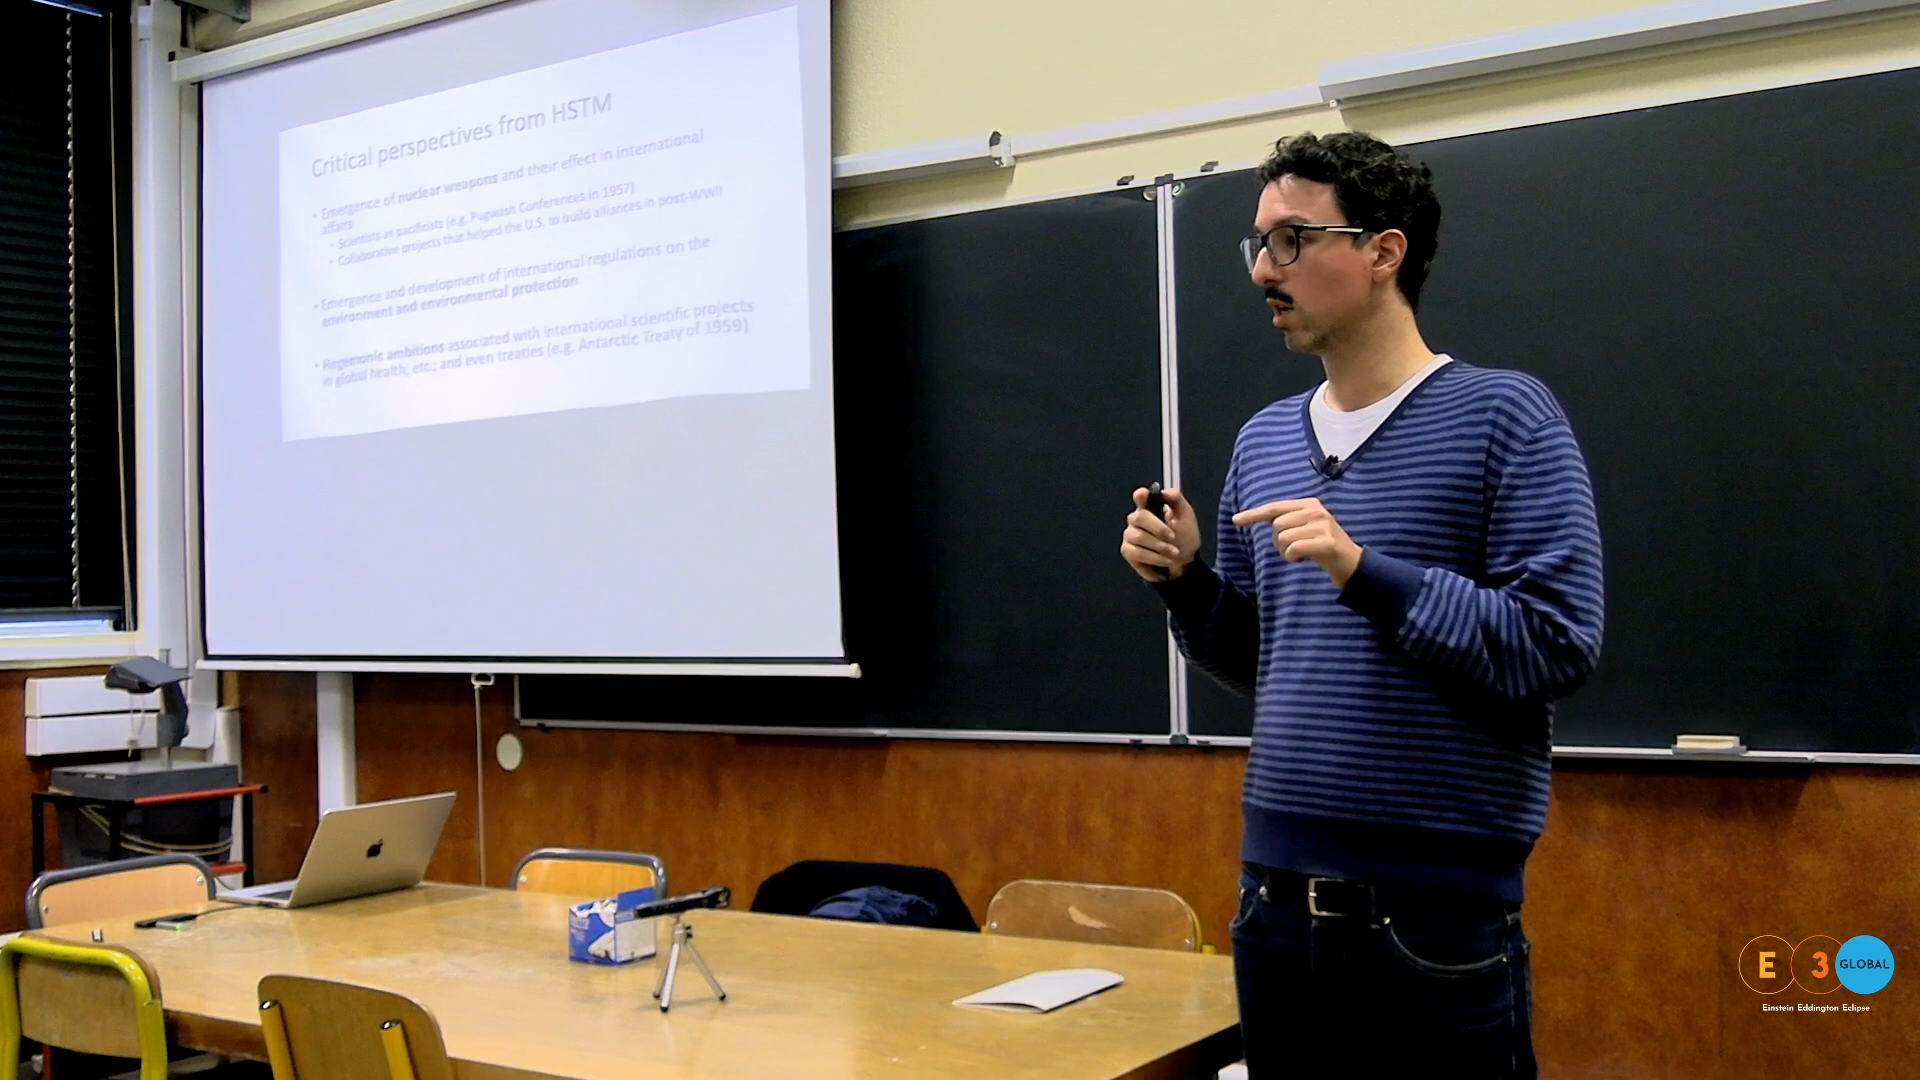 Critical perspectives from HSTM
• Emergence of nuclear weapons and their effect in international
affairs
• Scientists as pacificists (e.g. Pugwash Conferences in 1957)
• Collaborative projects that helped the U.S. to build alliances in post-WWII
• Emergence and development of international regulations on the
environment and environmental protection
• Hegemonic ambitions associated with international scientific projects
in global health, etc.; and even treaties (e.g. Antarctic Treaty of 1959)
E 3 GLOBAL
Einstein Eddington Eclipse